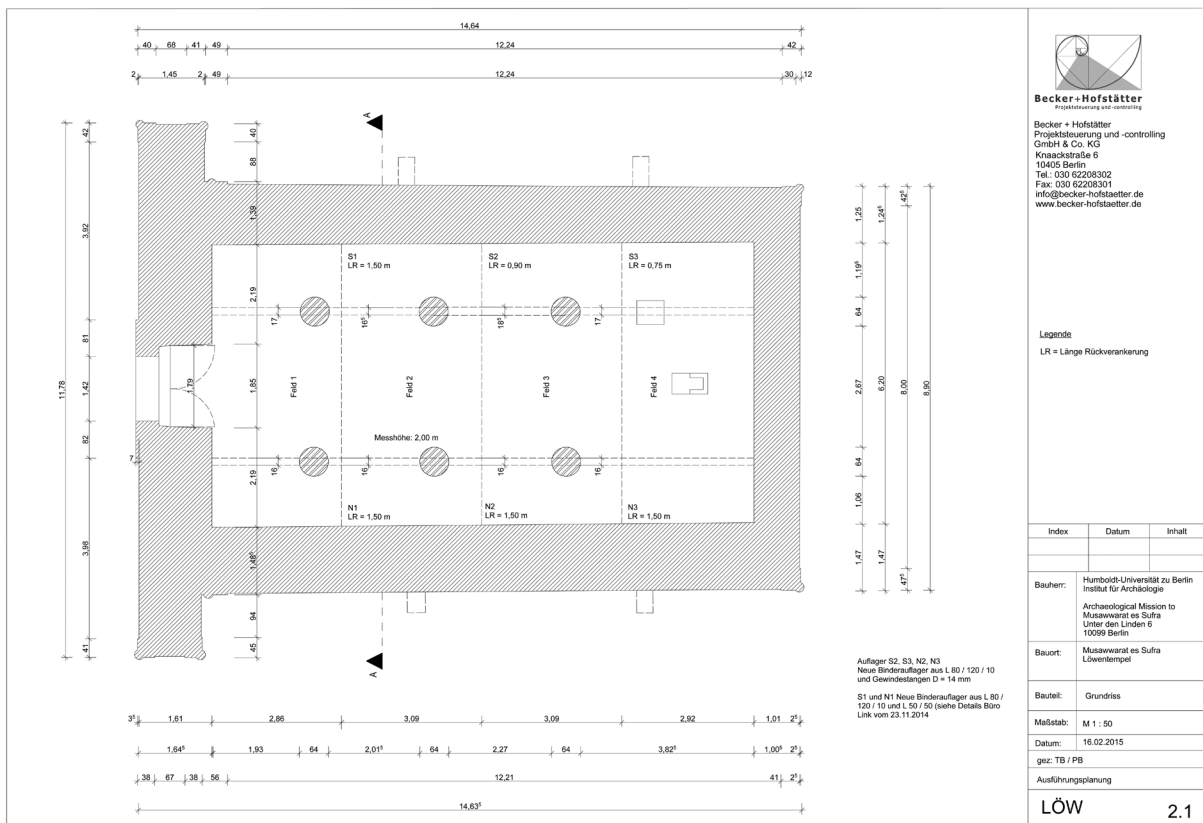 14,64
40 68 41 49 12,24 42
2 1,45 2 49 12,24 30 12
A
42
3,92
81
11,78
1,42
82
7
3,98
41
40
88
1,39
2,19
1,79
1,85
2,19
1,48⁵
94
45
S1
LR = 1,50 m
S2
LR = 0,90 m
S3
LR = 0,75 m
17 16⁵ 18⁵ 17
Feld 1 Feld 2 Feld 3 Feld 4
Messhöhe: 2,00 m
16 16 16 16
N1
LR = 1,50 m
N2
LR = 1,50 m
N3
LR = 1,50 m
A
1,25
64
2,67
64
1,06
1,47
1,24⁵
1,19⁵
6,20
1,47
42⁵
8,00
47⁵
8,90
3⁵ 1,61 2,86 3,09 3,09 2,92 1,01 2⁵
1,64⁵ 1,93 64 2,01⁵ 64 2,27 64 3,82⁵ 1,00⁵ 2⁵
38 67 38 56 12,21 41 2⁵
14,63⁵
Auflager S2, S3, N2, N3
Neue Binderauflager aus L 80 / 120 / 10
und Gewindestangen D = 14 mm
S1 und N1 Neue Binderauflager aus L 80 /
120 / 10 und L 50 / 50 (siehe Details Büro
Link vom 23.11.2014
Becker+Hofstätter
Projektsteuerung und -controlling
Becker + Hofstätter
Projektsteuerung und -controlling
GmbH & Co. KG
Knaackstraße 6
10405 Berlin
Tel.: 030 62208302
Fax: 030 62208301
info@becker-hofstaetter.de
www.becker-hofstaetter.de
Legende
LR = Länge Rückverankerung
Index Datum Inhalt
Bauherr: Humboldt-Universität zu Berlin
Institut für Archäologie
Archaeological Mission to
Musawwarat es Sufra
Unter den Linden 6
10099 Berlin
Bauort: Musawwarat es Sufra
Löwentempel
Bauteil: Grundriss
Maßstab: M 1 : 50
Datum: 16.02.2015
gez: TB / PB
Ausführungsplanung
LÖW 2.1